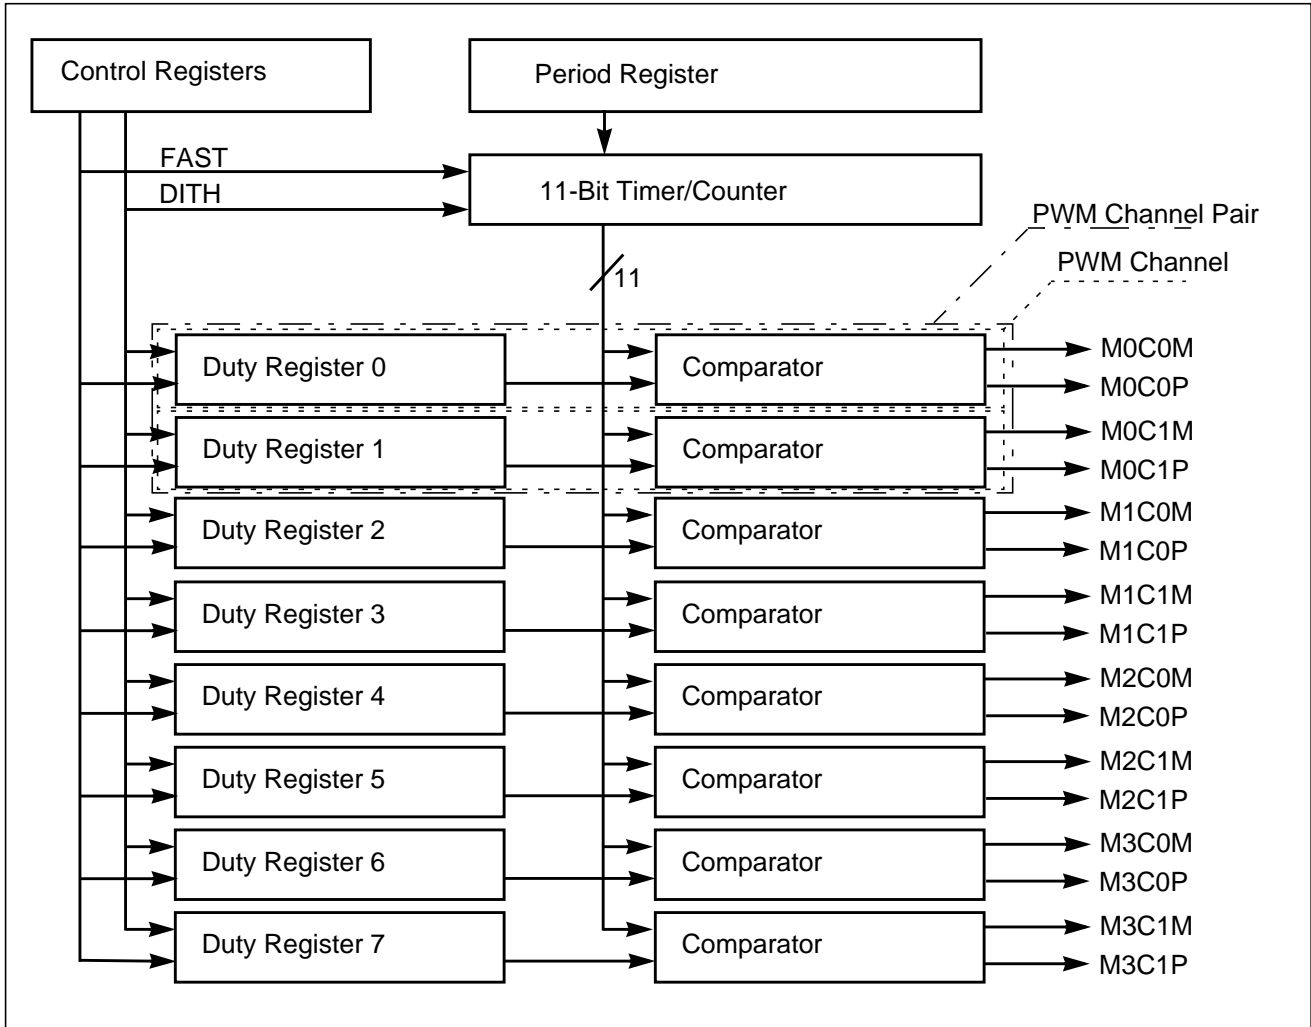 Control Registers
Period Register
FAST
DITH
11-Bit Timer/Counter
PWM Channel Pair
PWM Channel
11
Duty Register 0
Comparator
M0C0M
M0C0P
Duty Register 1
Comparator
M0C1M
M0C1P
Duty Register 2
Comparator
M1C0M
M1C0P
Duty Register 3
Comparator
M1C1M
M1C1P
Duty Register 4
Comparator
M2C0M
M2C0P
Duty Register 5
Comparator
M2C1M
M2C1P
Duty Register 6
Comparator
M3C0M
M3C0P
Duty Register 7
Comparator
M3C1M
M3C1P